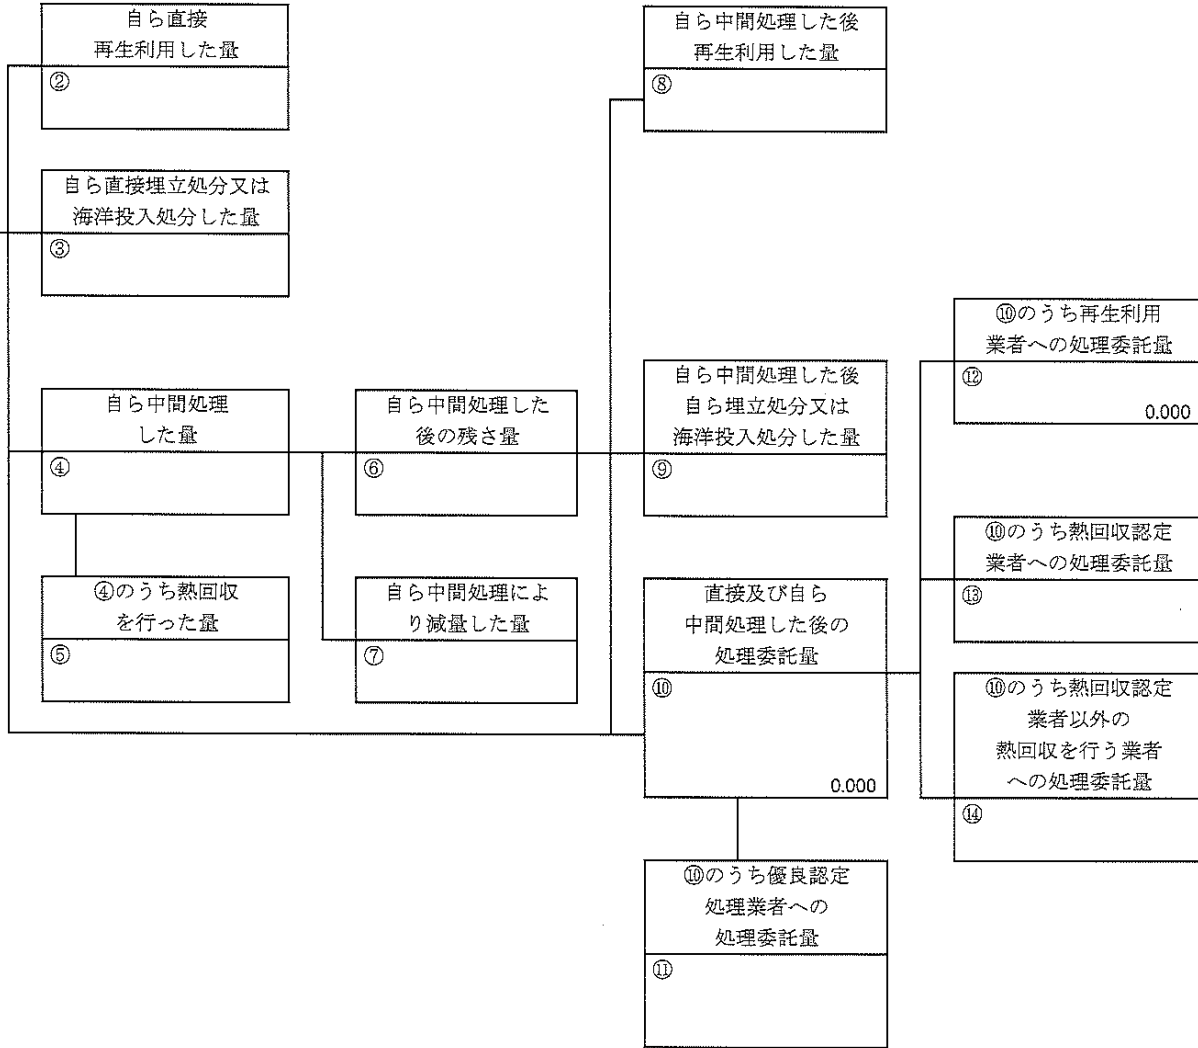 自ら直接
再生利用した量
②
自ら直接埋立処分又は
海洋投入処分した量
③
自ら中間処理
した量
④
④のうち熱回収
を行った量
⑤
自ら中間処理した
後の残さ量
⑥
自ら中間処理によ
り減量した量
⑦
自ら中間処理した後
再生利用した量
⑧
自ら中間処理した後
自ら埋立処分又は
海洋投入処分した量
⑨
直接及び自ら
中間処理した後の
処理委託量
⑩
0.000
⑩のうち優良認定
処理業者への
処理委託量
⑪
⑩のうち再生利用
業者への処理委託量
⑫
0.000
⑩のうち熱回収認定
業者への処理委託量
⑬
⑩のうち熱回収認定
業者以外の
熱回収を行う業者
への処理委託量
⑭